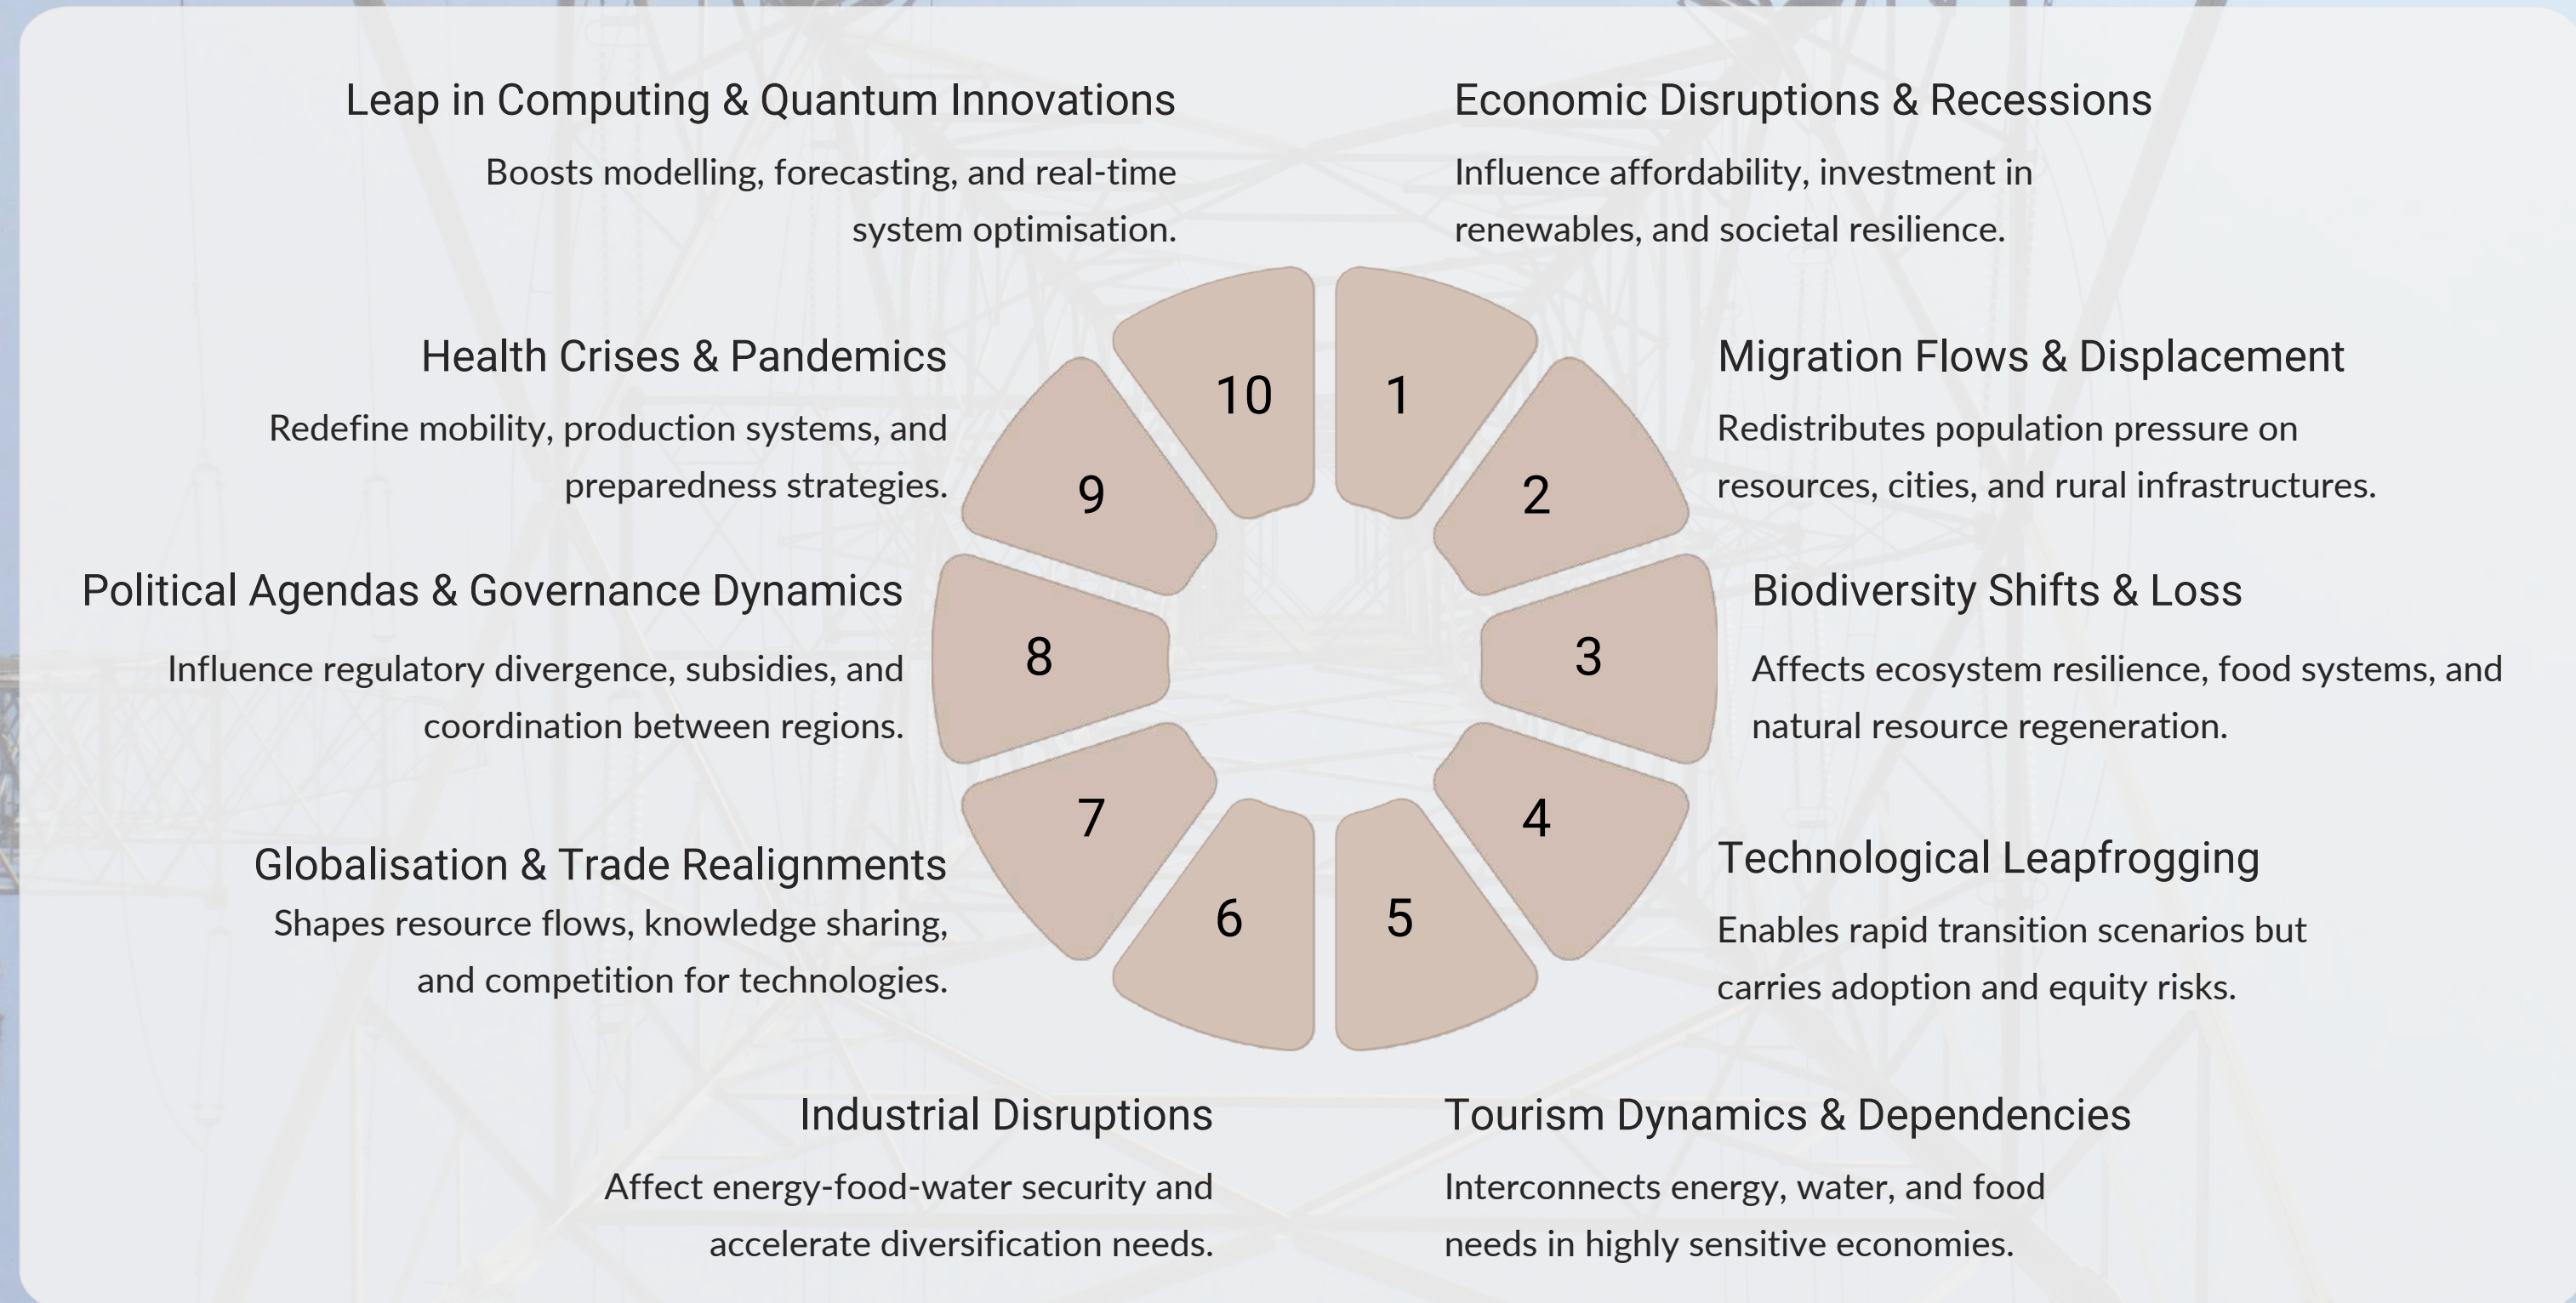 Leap in Computing & Quantum Innovations
Boosts modelling, forecasting, and real-time
system optimisation.
Economic Disruptions & Recessions
Influence affordability, investment in
renewables, and societal resilience.
Health Crises & Pandemics
Redefine mobility, production systems, and
preparedness strategies.
Migration Flows & Displacement
Redistributes population pressure on
resources, cities, and rural infrastructures.
Political Agendas & Governance Dynamics
Influence regulatory divergence, subsidies, and
coordination between regions.
Biodiversity Shifts & Loss
Affects ecosystem resilience, food systems, and
natural resource regeneration.
Globalisation & Trade Realignments
Shapes resource flows, knowledge sharing,
and competition for technologies.
Technological Leapfrogging
Enables rapid transition scenarios but
carries adoption and equity risks.
Industrial Disruptions
Affect energy-food-water security and
accelerate diversification needs.
Tourism Dynamics & Dependencies
Interconnects energy, water, and food
needs in highly sensitive economies.
1
2
3
4
5
6
7
8
9
10